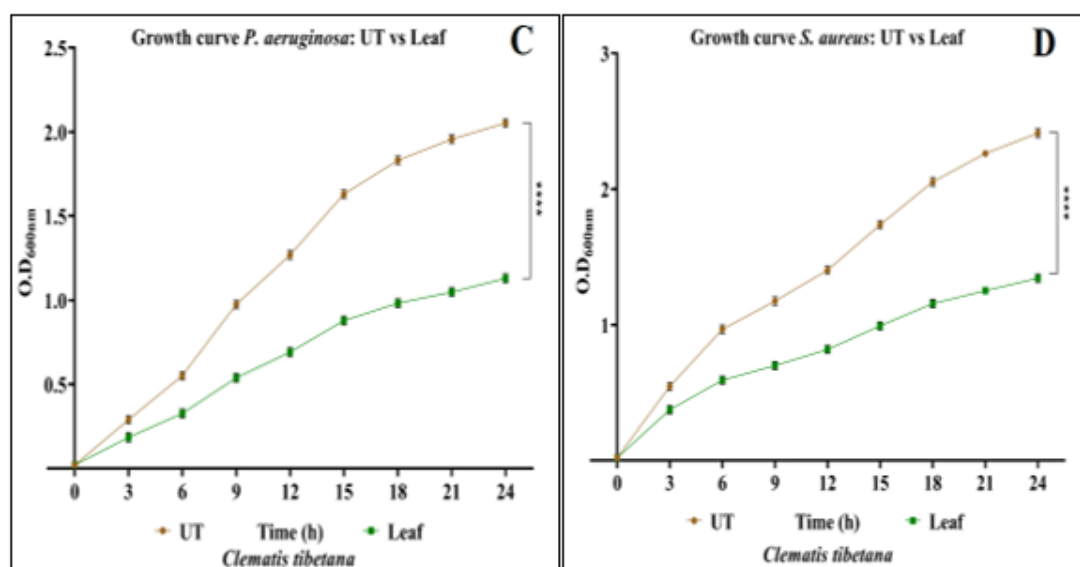 Growth curve P. aeruginosa: UT vs Leaf
C
2.5
2.0
1.5
1.0
0.5
O.D600nm
****
0 3 6 9 12 15 18 21 24
UT Time (h) Leaf
Clematis tibetana
Growth curve S. aureus: UT vs Leaf
D
3
2
1
O.D600nm
****
0 3 6 9 12 15 18 21 24
UT Time (h) Leaf
Clematis tibetana